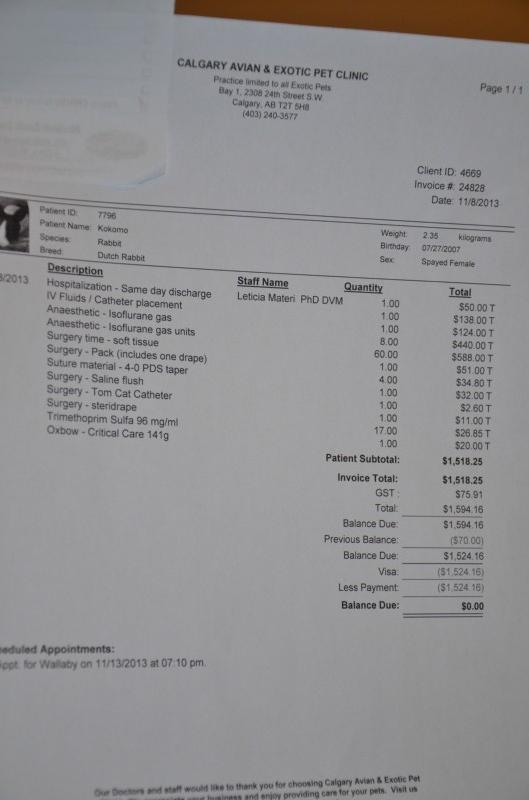 CALGARY AVIAN & EXOTIC PET CLINIC
Practice limited to all Exotic Pets
Bay 1, 2308 24th Street S.W
Calgary, AB T2T 5H8
(403) 240-3577
Page 1 / 1
Client ID: 4669
Invoice #: 24828
Date: 11/8/2013
Patient ID: 7796
Patient Name: Kokomo
Species: Rabbit
Breed: Dutch Rabbit
Weight: 2.35 kilograms
Birthday: 07/27/2007
Sex: Spayed Female
Description Staff Name Quantity Total
8/2013 Hospitalization - Same day discharge Leticia Materi PhD DVM 1.00 $50.00 T
IV Fluids / Catheter placement 1.00 $138.00 T
Anaesthetic - Isoflurane gas 1.00 $124.00 T
Anaesthetic - Isoflurane gas units 8.00 $440.00 T
Surgery time - soft tissue 60.00 $588.00 T
Surgery - Pack (includes one drape) 1.00 $51.00 T
Suture material - 4-0 PDS taper 4.00 $34.80 T
Surgery - Saline flush 1.00 $32.00 T
Surgery - Tom Cat Catheter 1.00 $2.60 T
Surgery - steridrape 1.00 $11.00 T
Trimethoprim Sulfa 96 mg/ml 17.00 $26.85 T
Oxbow - Critical Care 141g 1.00 $20.00 T
Patient Subtotal: $1,518.25
Invoice Total: $1,518.25
GST : $75.91
Total: $1,594.16
Balance Due: $1,594.16
Previous Balance: ($70.00)
Balance Due: $1,524.16
Visa: ($1,524.16)
Less Payment: ($1,524.16)
Balance Due: $0.00
eduled Appointments:
ppt. for Wallaby on 11/13/2013 at 07:10 pm.
Our Doctors and staff would like to thank you for choosing Calgary Avian & Exotic Pet
your business and enjoy providing care for your pets. Visit us